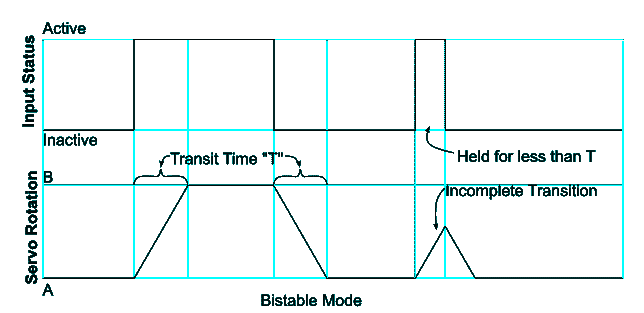 Active
Input Status
Inactive
Transit Time "T"
Held for less than T
B
Incomplete Transition
Servo Rotation
A
Bistable Mode